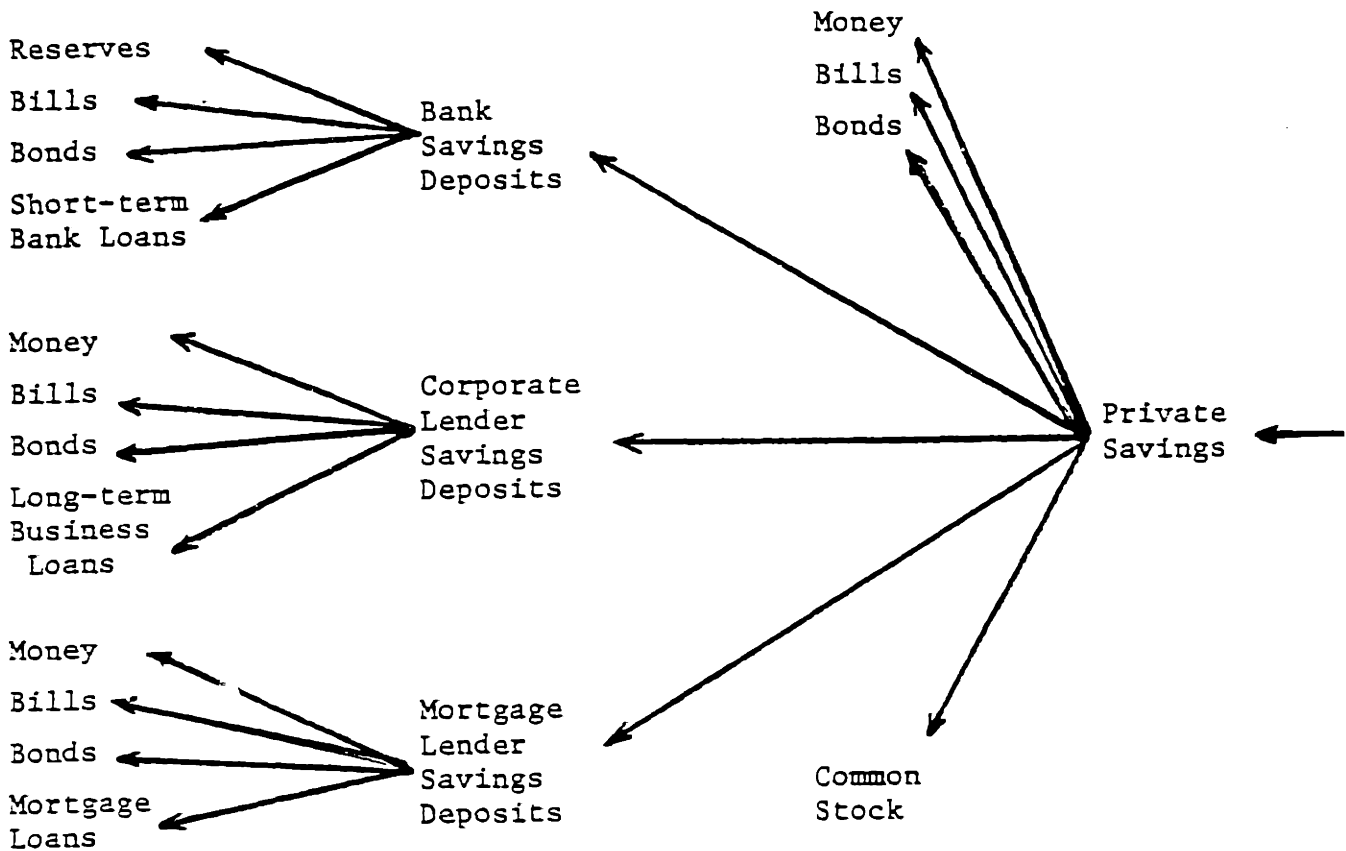 Reserves
Bills
Bonds
Short-term
Bank Loans
Bank
Savings
Deposits
Money
Bills
Bonds
Money
Bills
Bonds
Long-term
Business
Loans
Corporate
Lender
Savings
Deposits
Private
Savings
Money
Bills
Bonds
Mortgage
Loans
Mortgage
Lender
Savings
Deposits
Common
Stock